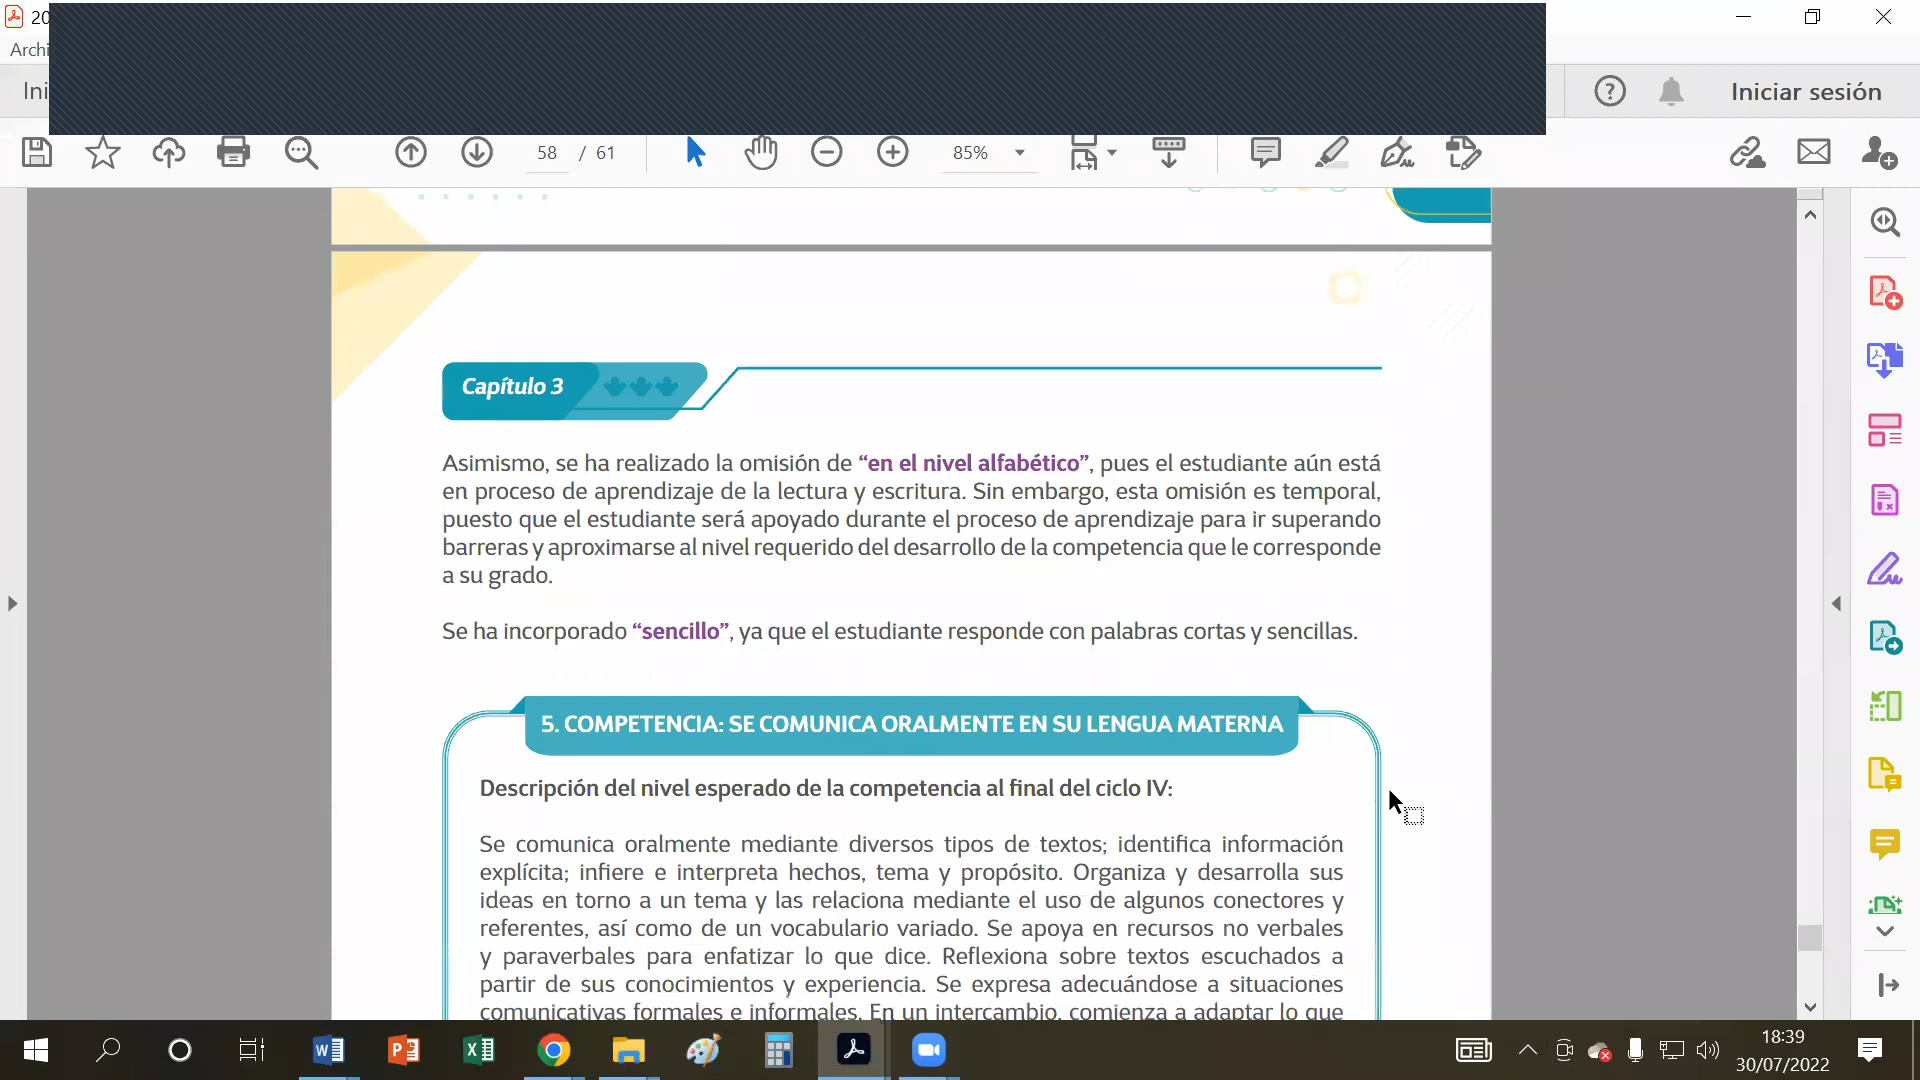 20
Archi
Ini
Iniciar sesión
58 / 61
85%
Capítulo 3
Asimismo, se ha realizado la omisión de “en el nivel alfabético”, pues el estudiante aún está
en proceso de aprendizaje de la lectura y escritura. Sin embargo, esta omisión es temporal,
puesto que el estudiante será apoyado durante el proceso de aprendizaje para ir superando
barreras y aproximarse al nivel requerido del desarrollo de la competencia que le corresponde
a su grado.
Se ha incorporado “sencillo”, ya que el estudiante responde con palabras cortas y sencillas.
5. COMPETENCIA: SE COMUNICA ORALMENTE EN SU LENGUA MATERNA
Descripción del nivel esperado de la competencia al final del ciclo IV:
Se comunica oralmente mediante diversos tipos de textos; identifica información
explícita; infiere e interpreta hechos, tema y propósito. Organiza y desarrolla sus
ideas en torno a un tema y las relaciona mediante el uso de algunos conectores y
referentes, así como de un vocabulario variado. Se apoya en recursos no verbales
y paraverbales para enfatizar lo que dice. Reflexiona sobre textos escuchados a
partir de sus conocimientos y experiencia. Se expresa adecuándose a situaciones
comunicativas formales e informales. En un intercambio, comienza a adaptar lo que
18:39
30/07/2022